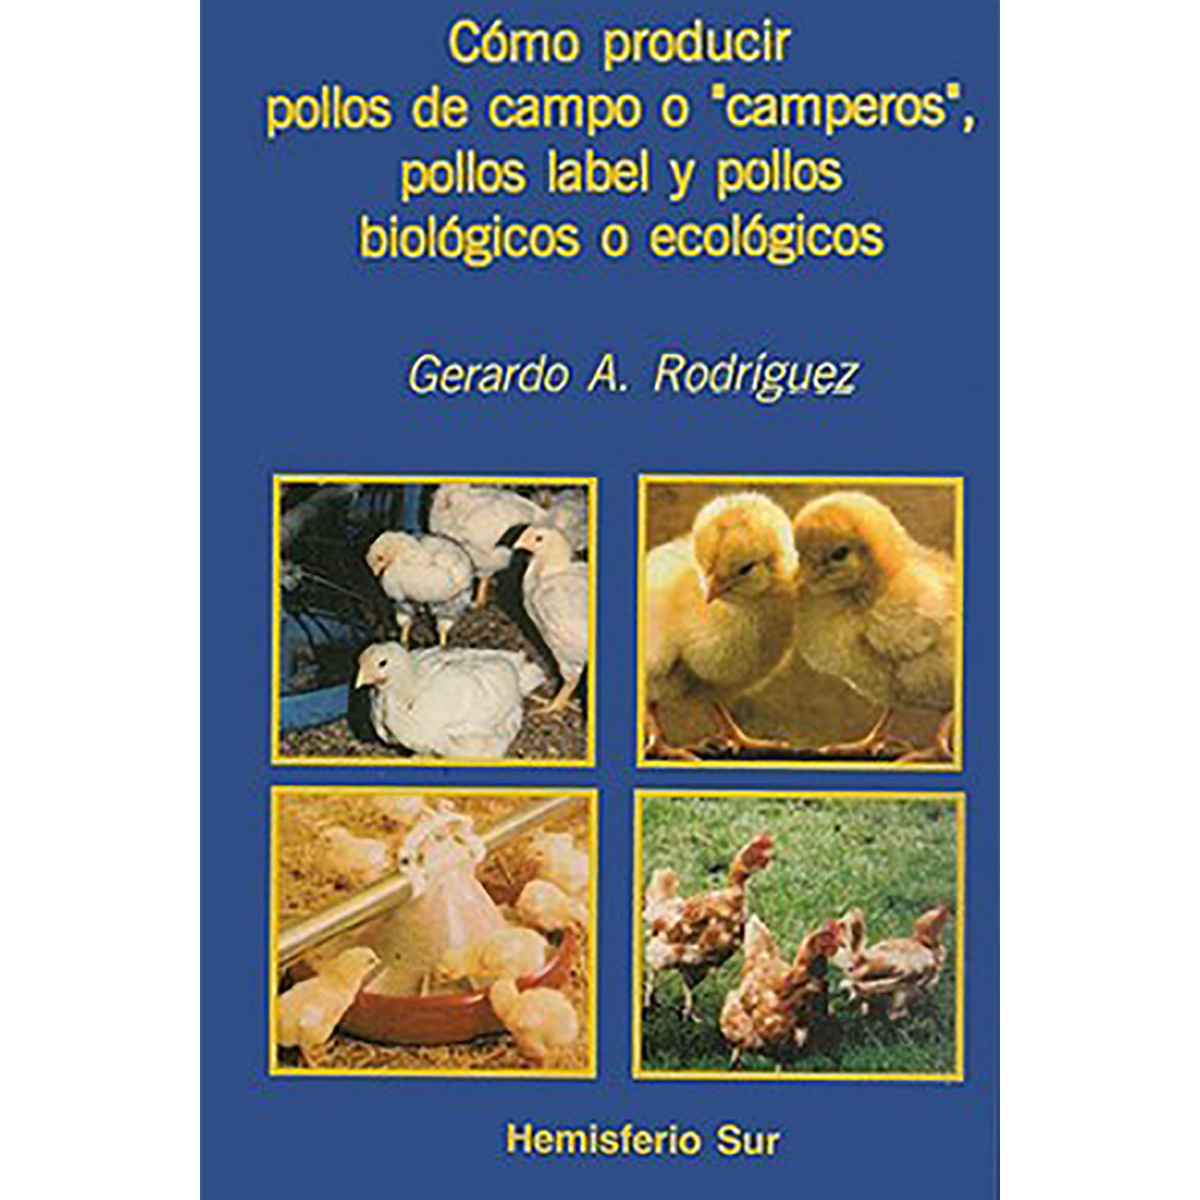 Cómo producir
pollos de campo o "camperos",
pollos label y pollos
biológicos o ecológicos
Gerardo A. Rodríguez
Hemisferio Sur